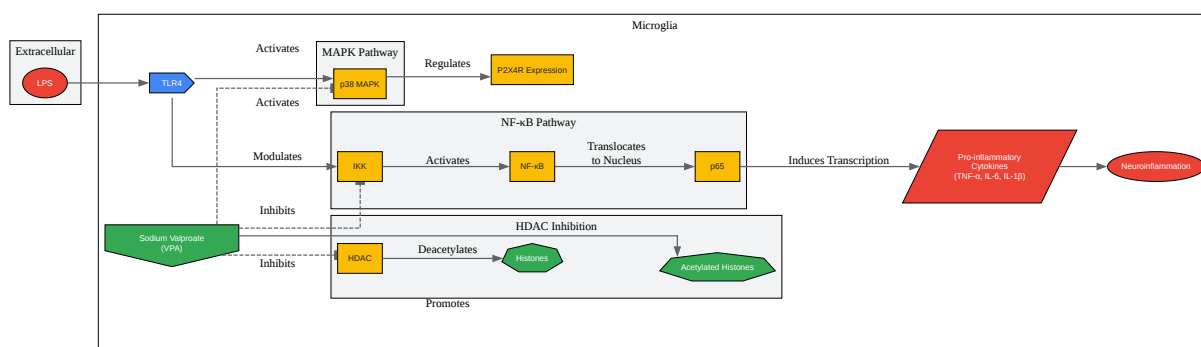 Microglia
Extracellular
LPS
TLR4
Activates
MAPK Pathway
p38 MAPK
Regulates
P2X4R Expression
Activates
NF-κB Pathway
Modulates
IKK
Activates
NF-κB
Translocates
to Nucleus
p65
Induces Transcription
Pro-inflammatory
Cytokines
(TNF-α, IL-6, IL-1β)
Neuroinflammation
Inhibits
Sodium Valproate
(VPA)
HDAC Inhibition
Inhibits
HDAC
Deacetylates
Histones
Acetylated Histones
Promotes